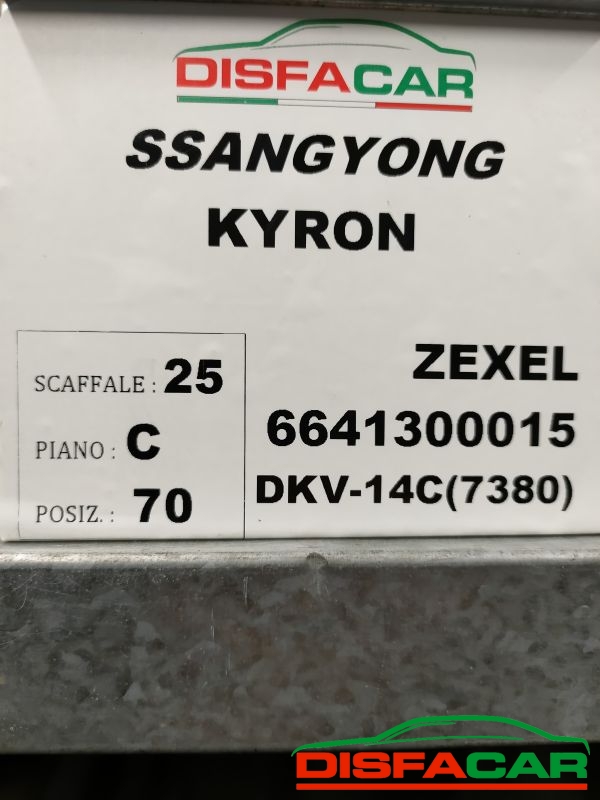 DISFACAR
SSANGYONG
KYRON
SCAFFALE : 25
PIANO : C
POSIZ. : 70
ZEXEL
6641300015
DKV-14C(7380)
DISFACAR